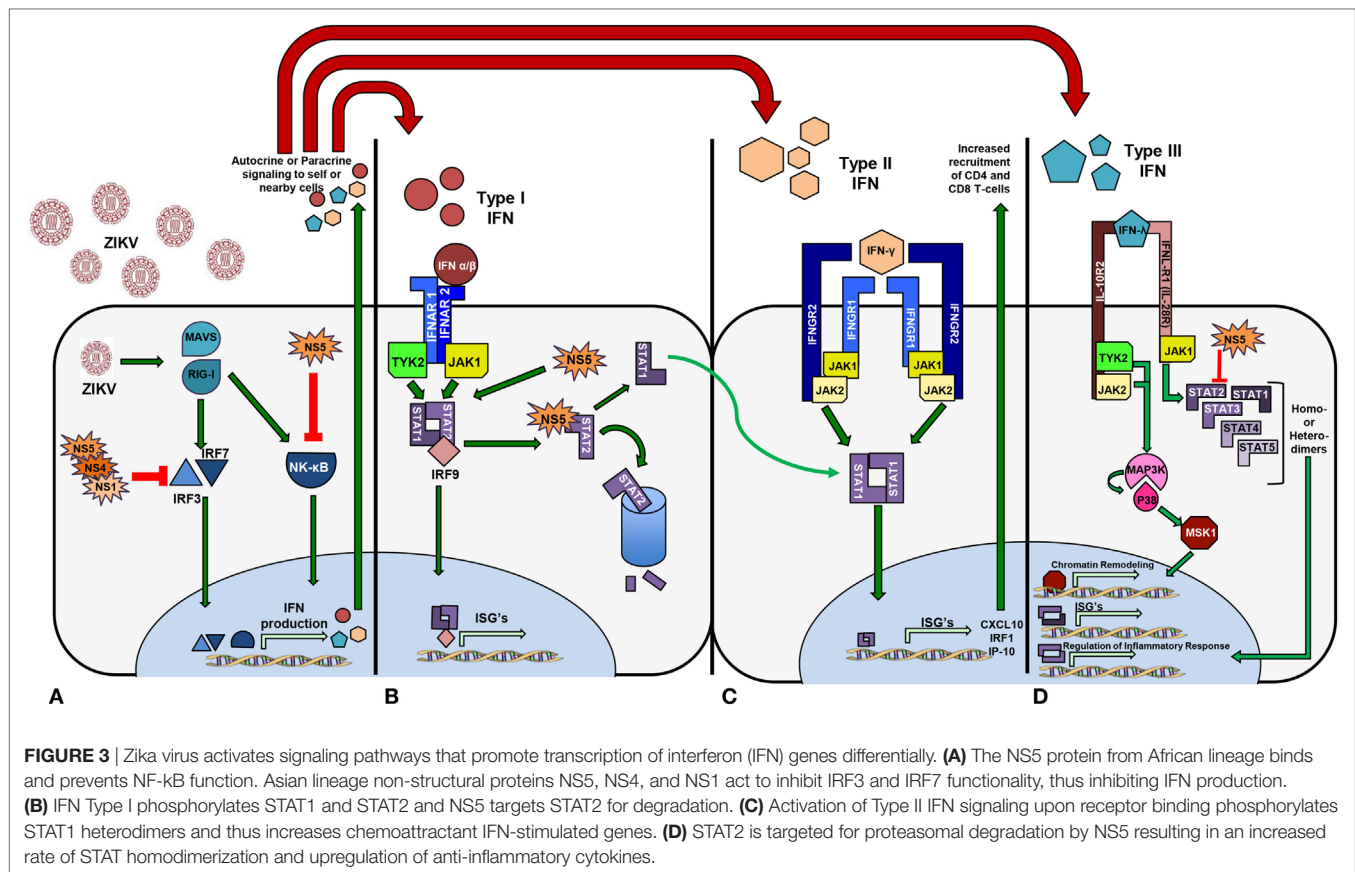 Autocrine or Paracrine
signaling to self or
nearby cells
ZIKV
Type I
IFN
Type II
IFN
Increased
recruitment
of CD4 and
CD8 T-cells
Type III
IFN
IFN α/β
IFNAR 1
IFNAR 2
IFN-γ
IFNGR2
IFNGR1
IFNGR1
IFNGR2
IFN-λ
IL-10R2
IFNL-R1 (IL-28R)
ZIKV
MAVS
RIG-I
NS5
NS5
NS4
NS1
IRF7
IRF3
NK-κB
IFN
production
TYK2
JAK1
STAT1
STAT2
IRF9
NS5
NS5
STAT2
STAT1
STAT2
ISG's
JAK1
JAK2
JAK1
JAK2
STAT1
STAT1
ISG's
CXCL10
IRF1
IP-10
TYK2
JAK2
JAK1
NS5
STAT2
STAT1
STAT3
STAT4
STAT5
Homo-
or
Hetero-
dimers
MAP3K
P38
MSK1
Chromatin Remodeling
ISG's
Regulation of Inflammatory Response
A
B
C
D
FIGURE 3 | Zika virus activates signaling pathways that promote transcription of interferon (IFN) genes differentially. (A) The NS5 protein from African lineage binds
and prevents NF-kB function. Asian lineage non-structural proteins NS5, NS4, and NS1 act to inhibit IRF3 and IRF7 functionality, thus inhibiting IFN production.
(B) IFN Type I phosphorylates STAT1 and STAT2 and NS5 targets STAT2 for degradation. (C) Activation of Type II IFN signaling upon receptor binding phosphorylates
STAT1 heterodimers and thus increases chemoattractant IFN-stimulated genes. (D) STAT2 is targeted for proteasomal degradation by NS5 resulting in an increased
rate of STAT homodimerization and upregulation of anti-inflammatory cytokines.